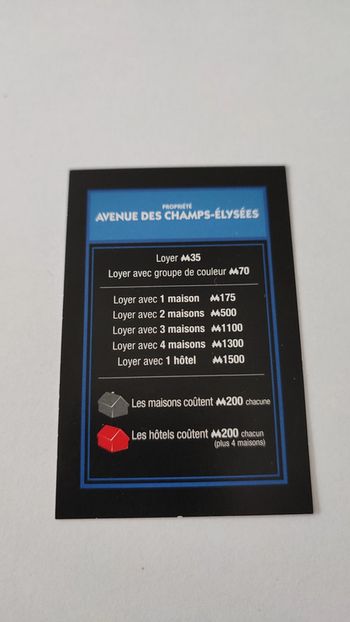 PROPRIÉTÉ
AVENUE DES CHAMPS-ÉLYSÉES
Loyer M35
Loyer avec groupe de couleur M70
Loyer avec 1 maison M175
Loyer avec 2 maisons M500
Loyer avec 3 maisons M1100
Loyer avec 4 maisons M1300
Loyer avec 1 hôtel M1500
Les maisons coûtent M200 chacune
Les hôtels coûtent M200 chacun
(plus 4 maisons)